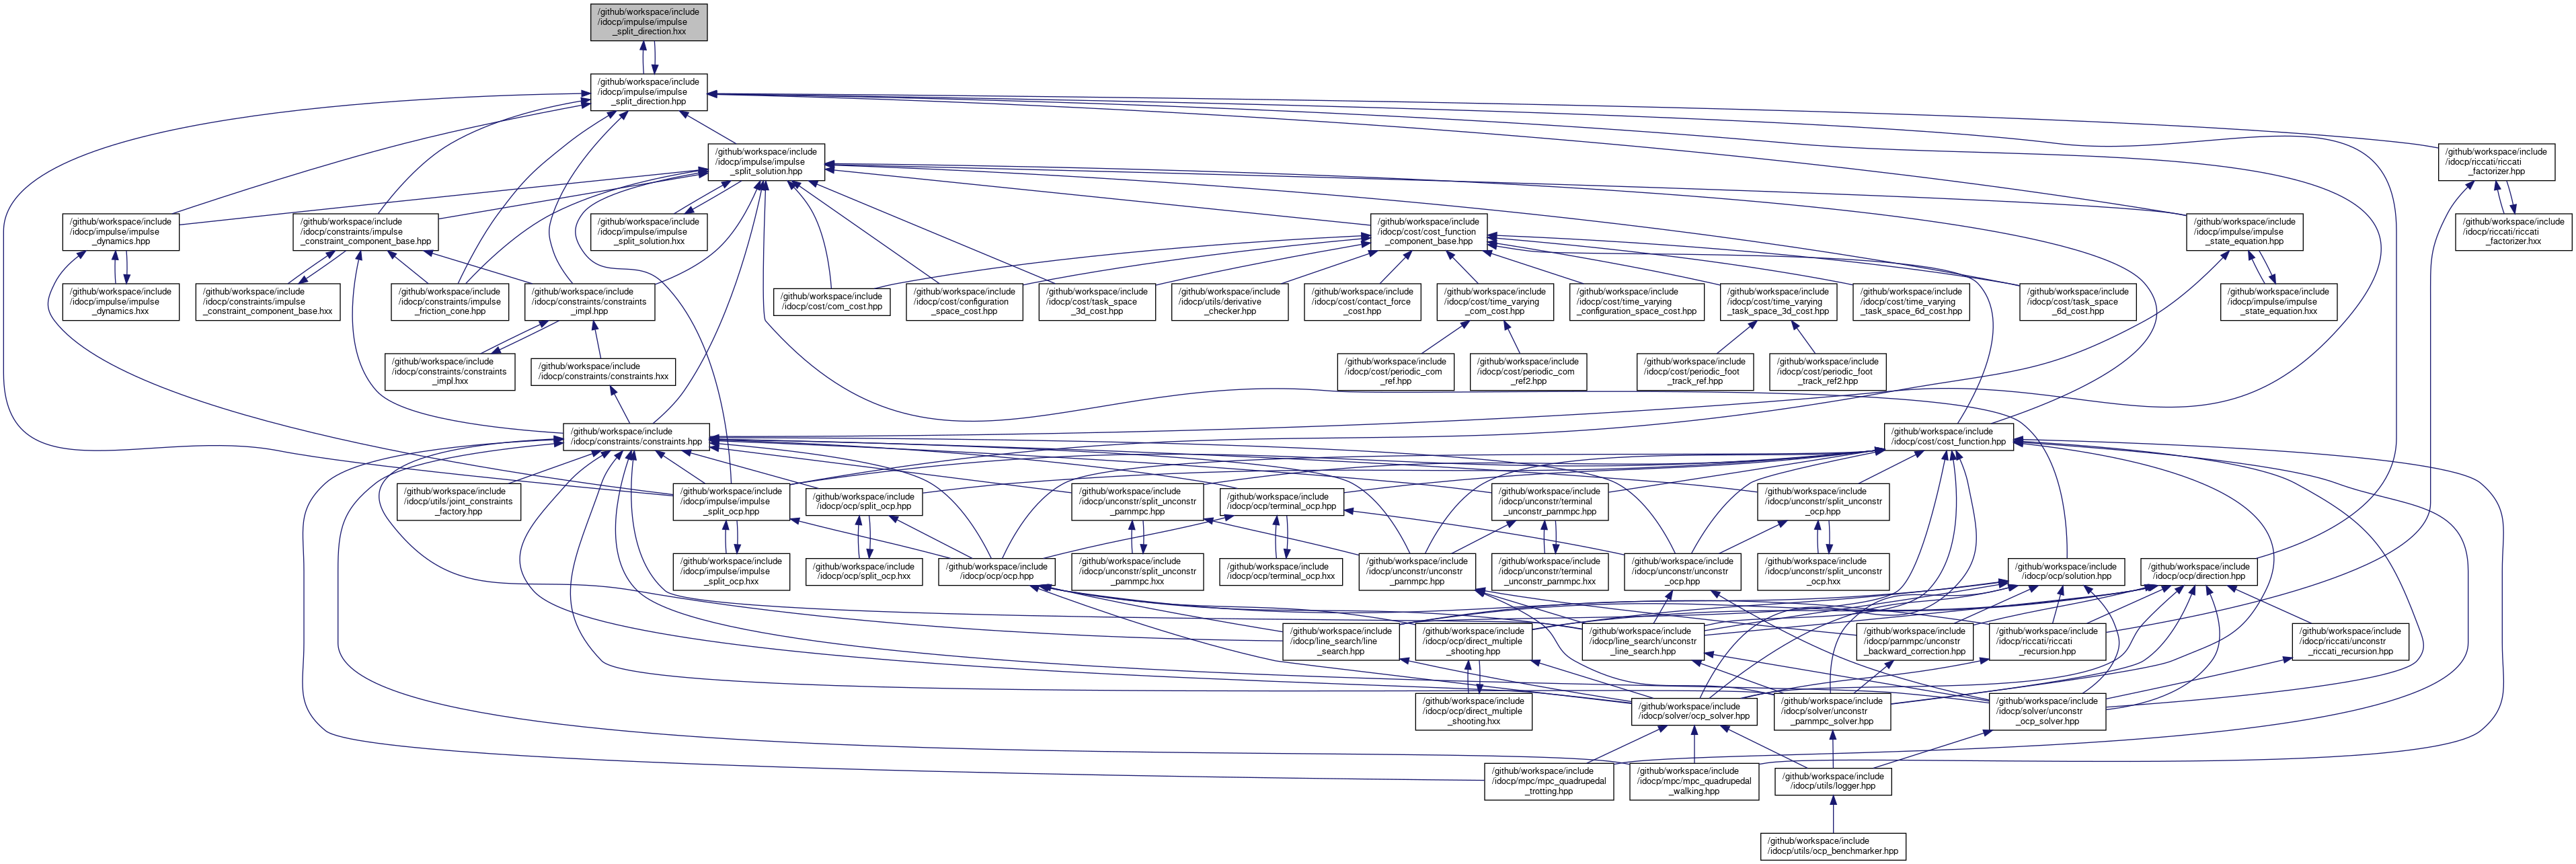 /github/workspace/include
/idocp/impulse/impulse
_split_direction.hxx
/github/workspace/include
/idocp/impulse/impulse
_split_direction.hpp
/github/workspace/include
/idocp/impulse/impulse
_split_solution.hpp
/github/workspace/include
/idocp/riccati/riccati
_factorizer.hpp
/github/workspace/include
/idocp/impulse/impulse
_dynamics.hpp
/github/workspace/include
/idocp/constraints/impulse
_constraint_component_base.hpp
/github/workspace/include
/idocp/impulse/impulse
_split_solution.hxx
/github/workspace/include
/idocp/cost/cost_function
_component_base.hpp
/github/workspace/include
/idocp/impulse/impulse
_state_equation.hpp
/github/workspace/include
/idocp/riccati/riccati
_factorizer.hxx
/github/workspace/include
/idocp/impulse/impulse
_dynamics.hxx
/github/workspace/include
/idocp/constraints/impulse
_constraint_component_base.hxx
/github/workspace/include
/idocp/constraints/impulse
_friction_cone.hpp
/github/workspace/include
/idocp/constraints/constraints
_impl.hpp
/github/workspace/include
/idocp/cost/com_cost.hpp
/github/workspace/include
/idocp/cost/configuration
_space_cost.hpp
/github/workspace/include
/idocp/cost/task_space
_3d_cost.hpp
/github/workspace/include
/idocp/utils/derivative
_checker.hpp
/github/workspace/include
/idocp/cost/contact_force
_cost.hpp
/github/workspace/include
/idocp/cost/time_varying
_com_cost.hpp
/github/workspace/include
/idocp/cost/time_varying
_configuration_space_cost.hpp
/github/workspace/include
/idocp/cost/time_varying
_task_space_3d_cost.hpp
/github/workspace/include
/idocp/cost/time_varying
_task_space_6d_cost.hpp
/github/workspace/include
/idocp/cost/task_space
_6d_cost.hpp
/github/workspace/include
/idocp/impulse/impulse
_state_equation.hxx
/github/workspace/include
/idocp/constraints/constraints
_impl.hxx
/github/workspace/include
/idocp/constraints/constraints.hxx
/github/workspace/include
/idocp/cost/periodic_com
_ref.hpp
/github/workspace/include
/idocp/cost/periodic_com
_ref2.hpp
/github/workspace/include
/idocp/cost/periodic_foot
_track_ref.hpp
/github/workspace/include
/idocp/cost/periodic_foot
_track_ref2.hpp
/github/workspace/include
/idocp/constraints/constraints.hpp
/github/workspace/include
/idocp/cost/cost_function.hpp
/github/workspace/include
/idocp/utils/joint_constraints
_factory.hpp
/github/workspace/include
/idocp/impulse/impulse
_split_ocp.hpp
/github/workspace/include
/idocp/ocp/split_ocp.hpp
/github/workspace/include
/idocp/unconstr/split_unconstr
_parnmpc.hpp
/github/workspace/include
/idocp/ocp/terminal_ocp.hpp
/github/workspace/include
/idocp/unconstr/terminal
_unconstr_parnmpc.hpp
/github/workspace/include
/idocp/unconstr/split_unconstr
_ocp.hpp
/github/workspace/include
/idocp/impulse/impulse
_split_ocp.hxx
/github/workspace/include
/idocp/ocp/split_ocp.hxx
/github/workspace/include
/idocp/ocp/ocp.hpp
/github/workspace/include
/idocp/unconstr/split_unconstr
_parnmpc.hxx
/github/workspace/include
/idocp/ocp/terminal_ocp.hxx
/github/workspace/include
/idocp/unconstr/unconstr
_parnmpc.hpp
/github/workspace/include
/idocp/unconstr/terminal
_unconstr_parnmpc.hxx
/github/workspace/include
/idocp/unconstr/unconstr
_ocp.hpp
/github/workspace/include
/idocp/unconstr/split_unconstr
_ocp.hxx
/github/workspace/include
/idocp/ocp/solution.hpp
/github/workspace/include
/idocp/ocp/direction.hpp
/github/workspace/include
/idocp/line_search/line
_search.hpp
/github/workspace/include
/idocp/ocp/direct_multiple
_shooting.hpp
/github/workspace/include
/idocp/line_search/unconstr
_line_search.hpp
/github/workspace/include
/idocp/parnmpc/unconstr
_backward_correction.hpp
/github/workspace/include
/idocp/riccati/riccati
_recursion.hpp
/github/workspace/include
/idocp/riccati/unconstr
_riccati_recursion.hpp
/github/workspace/include
/idocp/ocp/direct_multiple
_shooting.hxx
/github/workspace/include
/idocp/solver/ocp_solver.hpp
/github/workspace/include
/idocp/solver/unconstr
_parnmpc_solver.hpp
/github/workspace/include
/idocp/solver/unconstr
_ocp_solver.hpp
/github/workspace/include
/idocp/mpc/mpc_quadrupedal
_trotting.hpp
/github/workspace/include
/idocp/mpc/mpc_quadrupedal
_walking.hpp
/github/workspace/include
/idocp/utils/logger.hpp
/github/workspace/include
/idocp/utils/ocp_benchmarker.hpp